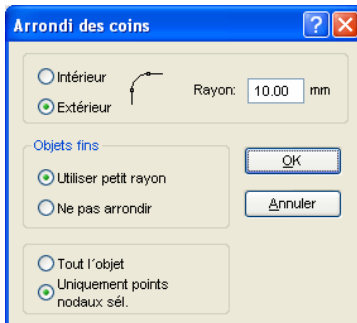 Arrondi des coins
Intérieur
Extérieur
Rayon: 10.00 mm
Objets fins
Utiliser petit rayon
Ne pas arrondir
OK
Annuler
Tout l´objet
Uniquement points
nodaux sél.